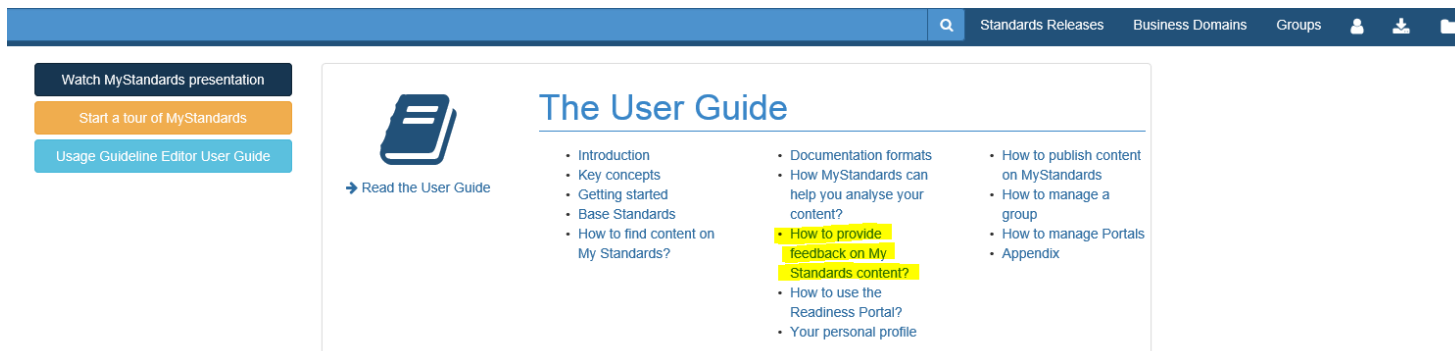 Standards Releases Business Domains Groups
Watch MyStandards presentation
Start a tour of MyStandards
Usage Guideline Editor User Guide
Read the User Guide
The User Guide
• Introduction
• Key concepts
• Getting started
• Base Standards
• How to find content on
My Standards?
• Documentation formats
• How MyStandards can
help you analyse your
content?
• How to provide
feedback on My
Standards content?
• How to use the
Readiness Portal?
• Your personal profile
• How to publish content
on MyStandards
• How to manage a
group
• How to manage Portals
• Appendix